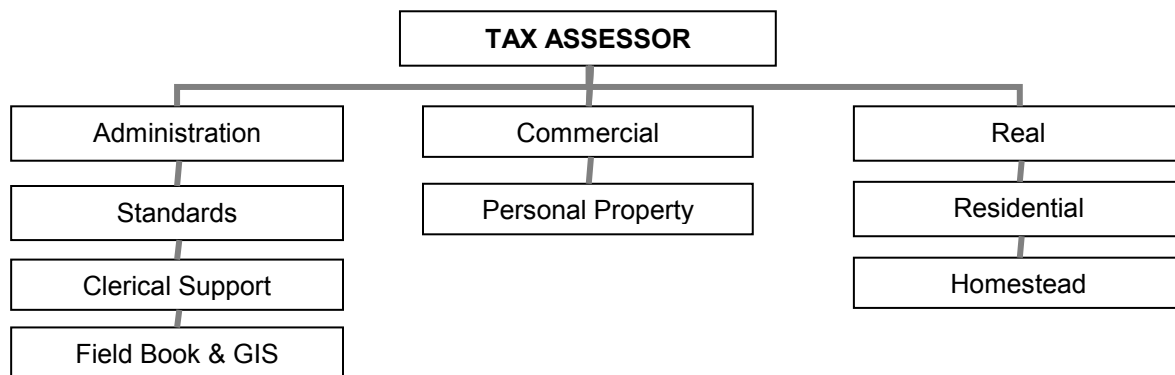 TAX ASSESSOR
Administration
Commercial
Real
Standards
Personal Property
Residential
Clerical Support
Homestead
Field Book & GIS